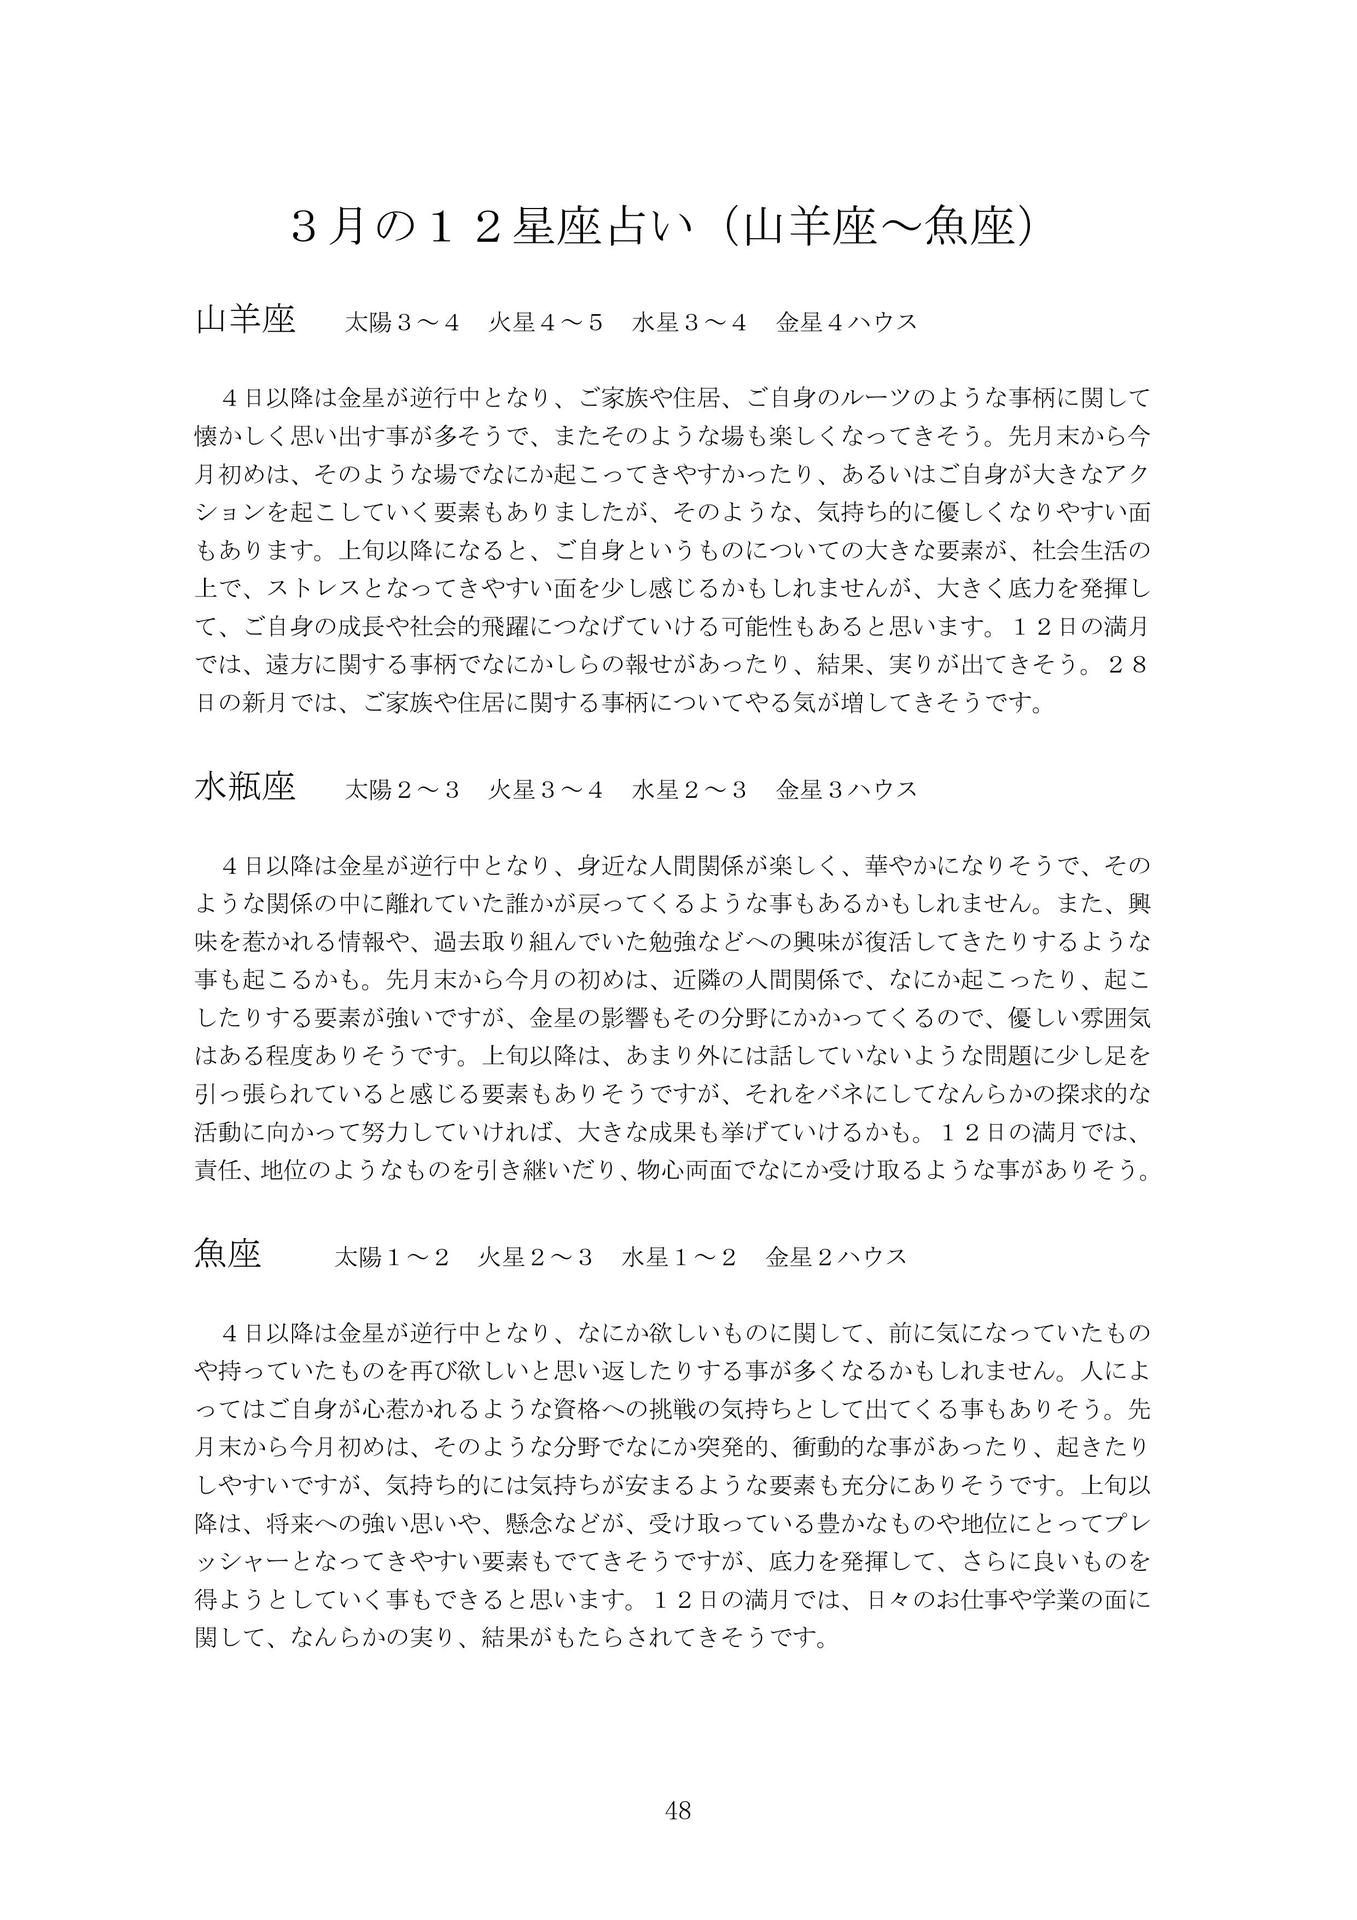 ３月の１２星座占い（山羊座～魚座）
山羊座　太陽３～４　火星４～５　水星３～４　金星４ハウス
　４日以降は金星が逆行中となり、ご家族や住居、ご自身のルーツのような事柄に関して
懐かしく思い出す事が多そうで、またそのような場も楽しくなってきそう。先月末から今
月初めは、そのような場でなにか起こってきやすかったり、あるいはご自身が大きなアク
ションを起こしていく要素もありましたが、そのような、気持ち的に優しくなりやすい面
もあります。上旬以降になると、ご自身というものについての大きな要素が、社会生活の
上で、ストレスとなってきやすい面を少し感じるかもしれませんが、大きく底力を発揮し
て、ご自身の成長や社会的飛躍につなげていける可能性もあると思います。１２日の満月
では、遠方に関する事柄でなにかしらの報せがあったり、結果、実りが出てきそう。２８
日の新月では、ご家族や住居に関する事柄についてやる気が増してきそうです。
水瓶座　太陽２～３　火星３～４　水星２～３　金星３ハウス
　４日以降は金星が逆行中となり、身近な人間関係が楽しく、華やかになりそうで、その
ような関係の中に離れていた誰かが戻ってくるような事もあるかもしれません。また、興
味を惹かれる情報や、過去取り組んでいた勉強などへの興味が復活してきたりするような
事も起こるかも。先月末から今月の初めは、近隣の人間関係で、なにか起こったり、起こ
したりする要素が強いですが、金星の影響もその分野にかかってくるので、優しい雰囲気
はある程度ありそうです。上旬以降は、あまり外には話していないような問題に少し足を
引っ張られていると感じる要素もありそうですが、それをバネにしてなんらかの探求的な
活動に向かって努力していければ、大きな成果も挙げていけるかも。１２日の満月では、
責任、地位のようなものを引き継いだり、物心両面でなにか受け取るような事がありそう。
魚座　太陽１～２　火星２～３　水星１～２　金星２ハウス
　４日以降は金星が逆行中となり、なにか欲しいものに関して、前に気になっていたもの
や持っていたものを再び欲しいと思い返したりする事が多くなるかもしれません。人によ
ってはご自身が心惹かれるような資格への挑戦の気持ちとして出てくる事もありそう。先
月末から今月初めは、そのような分野でなにか突発的、衝動的な事があったり、起きたり
しやすいですが、気持ち的には気持ちが安まるような要素も充分にありそうです。上旬以
降は、将来への強い思いや、懸念などが、受け取っている豊かなものや地位にとってプレ
ッシャーとなってきやすい要素もでてきそうですが、底力を発揮して、さらに良いものを
得ようとしていく事もできると思います。１２日の満月では、日々のお仕事や学業の面に
関して、なんらかの実り、結果がもたらされてきそうです。
48